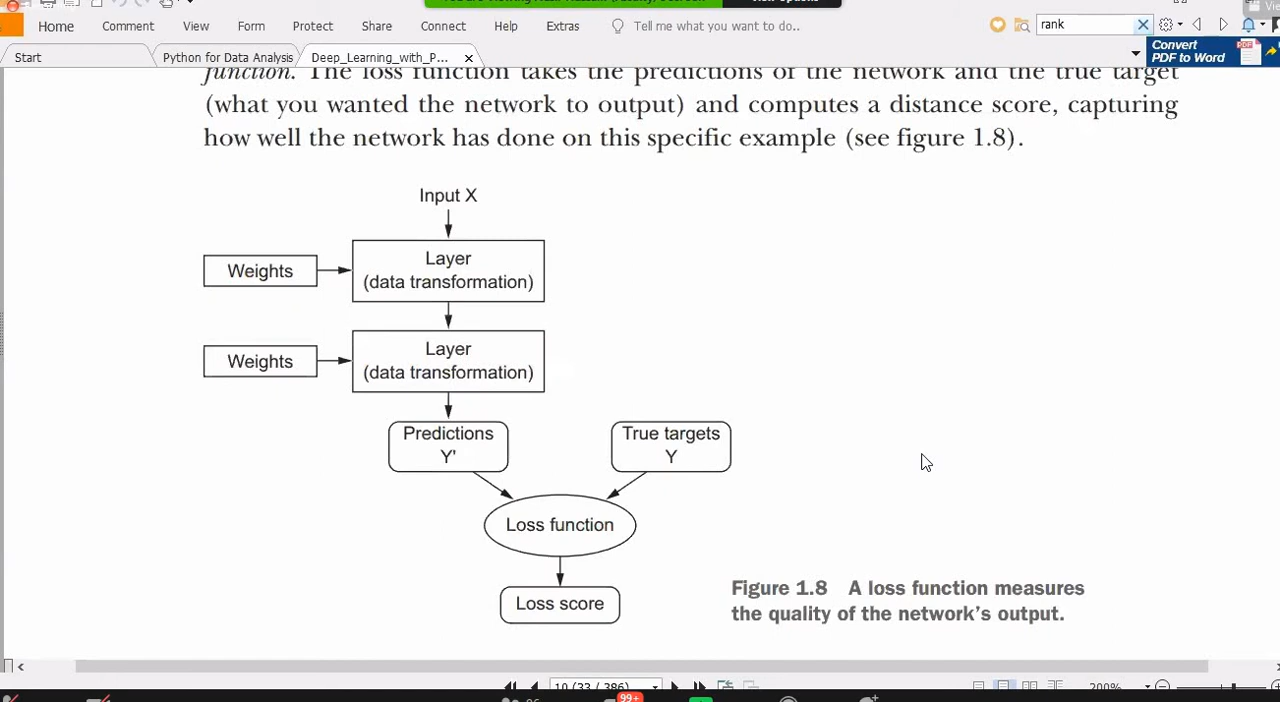 Home Comment View Form Protect Share Connect Help Extras Tell me what you want to do.. rank
Start Python for Data Analysis Deep_Learning_with_P... Convert
PDF to Word
function. The loss function takes the predictions of the network and the true target
(what you wanted the network to output) and computes a distance score, capturing
how well the network has done on this specific example (see figure 1.8).
Input X
Weights
Layer
(data transformation)
Weights
Layer
(data transformation)
Predictions
Y'
True targets
Y
Loss function
Loss score
Figure 1.8 A loss function measures
the quality of the network's output.
10 (33 / 386) 200%
99+